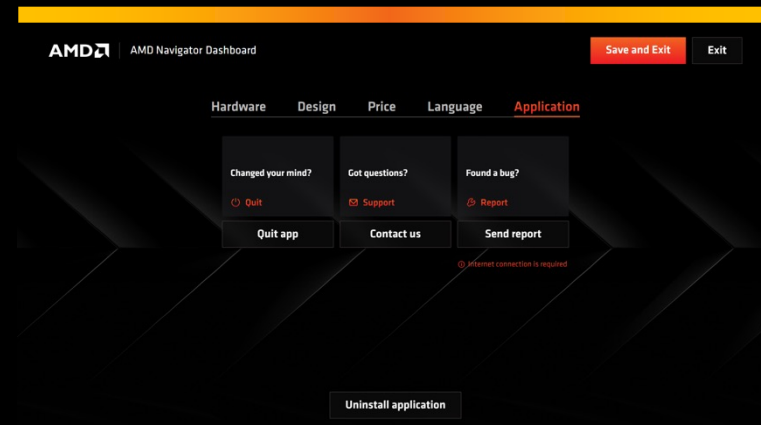 AMD
AMD Navigator Dashboard
Save and Exit
Exit
Hardware Design Price Language Application
Changed your mind?
Got questions?
Found a bug?
Quit
Support
Report
Quit app
Contact us
Send report
Internet connection is required
Uninstall application